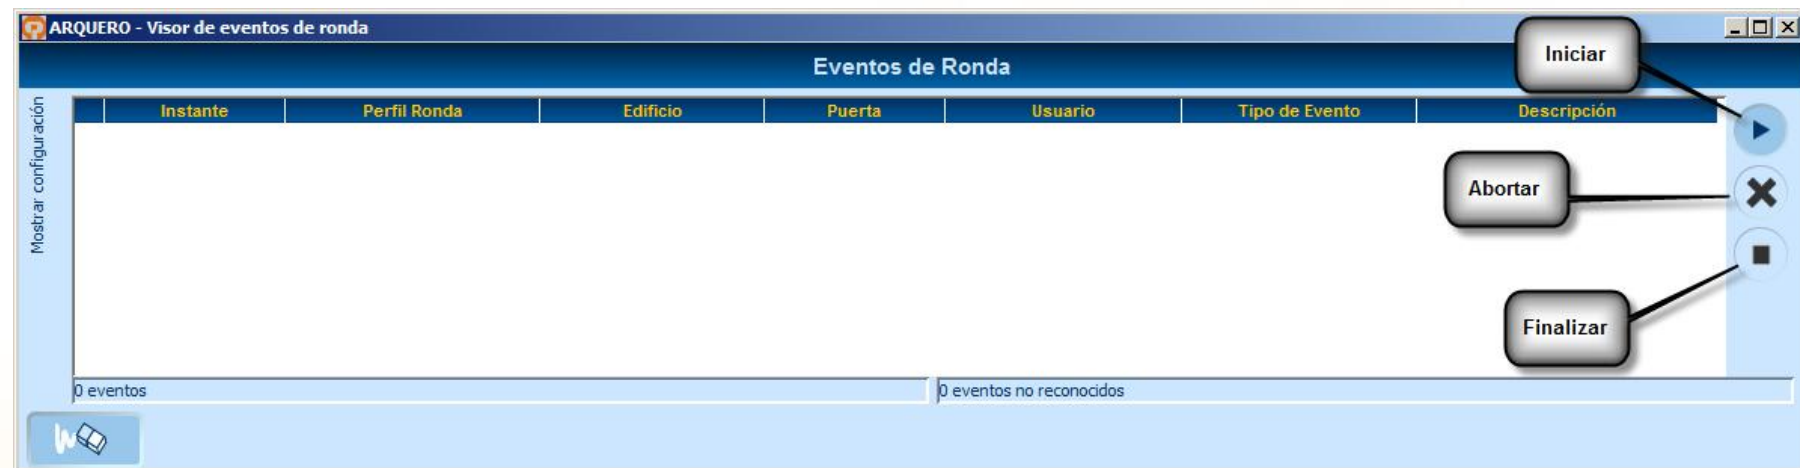 ARQUERO - Visor de eventos de ronda
Eventos de Ronda
Iniciar
Mostrar configuración
Instante Perfil Ronda Edificio Puerta Usuario Tipo de Evento Descripción
Abortar
Finalizar
0 eventos 0 eventos no reconocidos